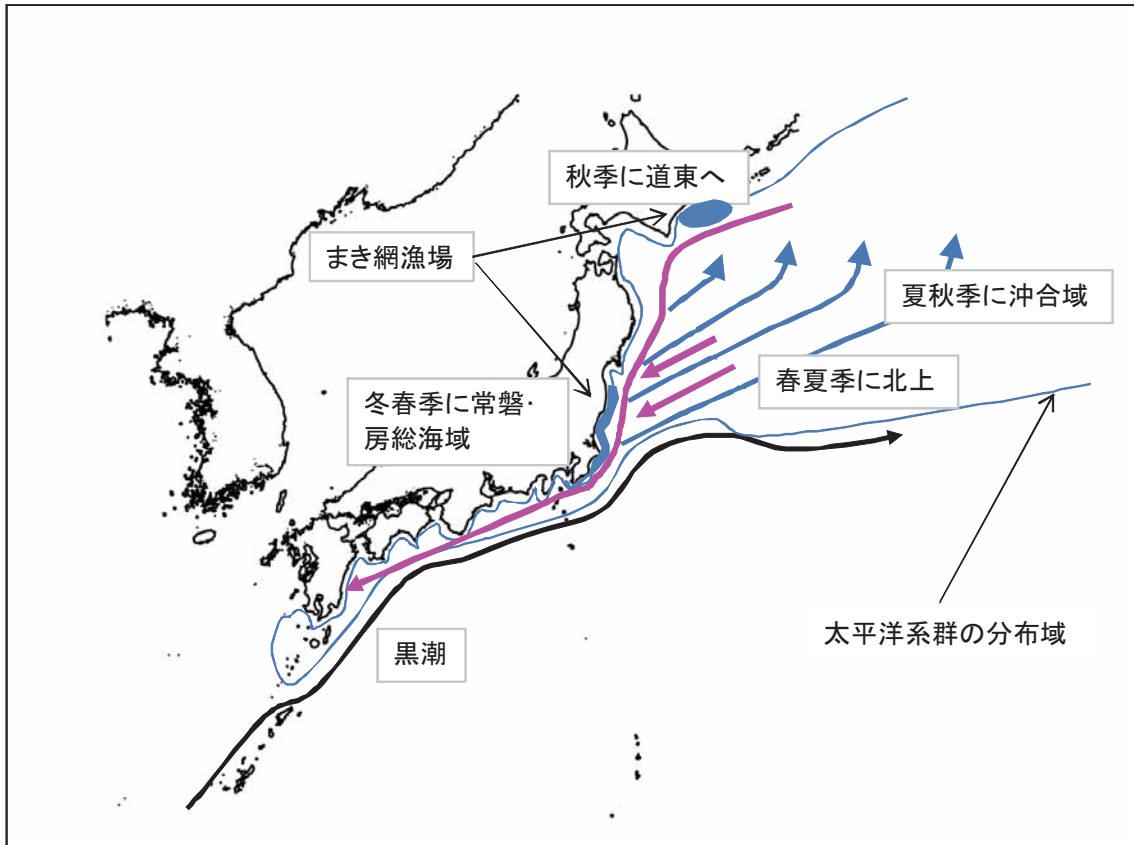 秋季に道東へ
まき網漁場
夏秋季に沖合域
春夏季に北上
冬春季に常磐・
房総海域
太平洋系群の分布域
黒潮